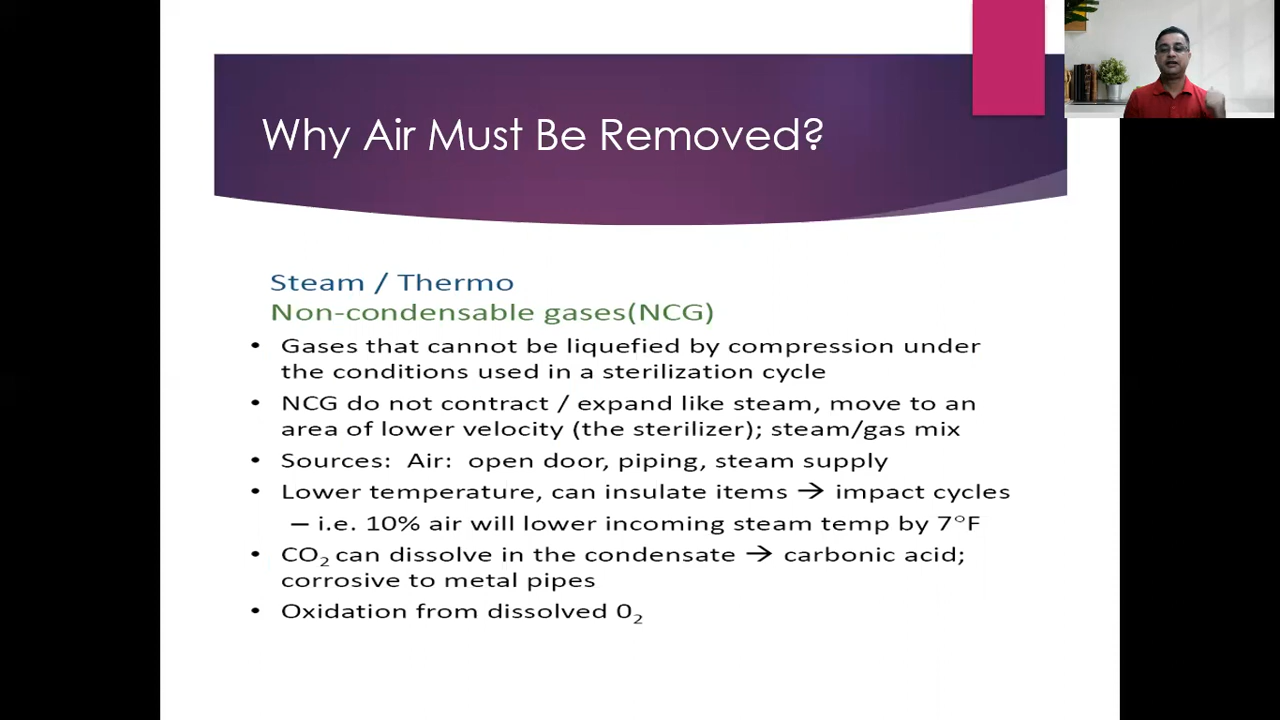 Why Air Must Be Removed?
Steam / Thermo
Non-condensable gases(NCG)
• Gases that cannot be liquefied by compression under
the conditions used in a sterilization cycle
• NCG do not contract / expand like steam, move to an
area of lower velocity (the sterilizer); steam/gas mix
• Sources: Air: open door, piping, steam supply
• Lower temperature, can insulate items → impact cycles
– i.e. 10% air will lower incoming steam temp by 7°F
• CO₂ can dissolve in the condensate → carbonic acid;
corrosive to metal pipes
• Oxidation from dissolved 0₂